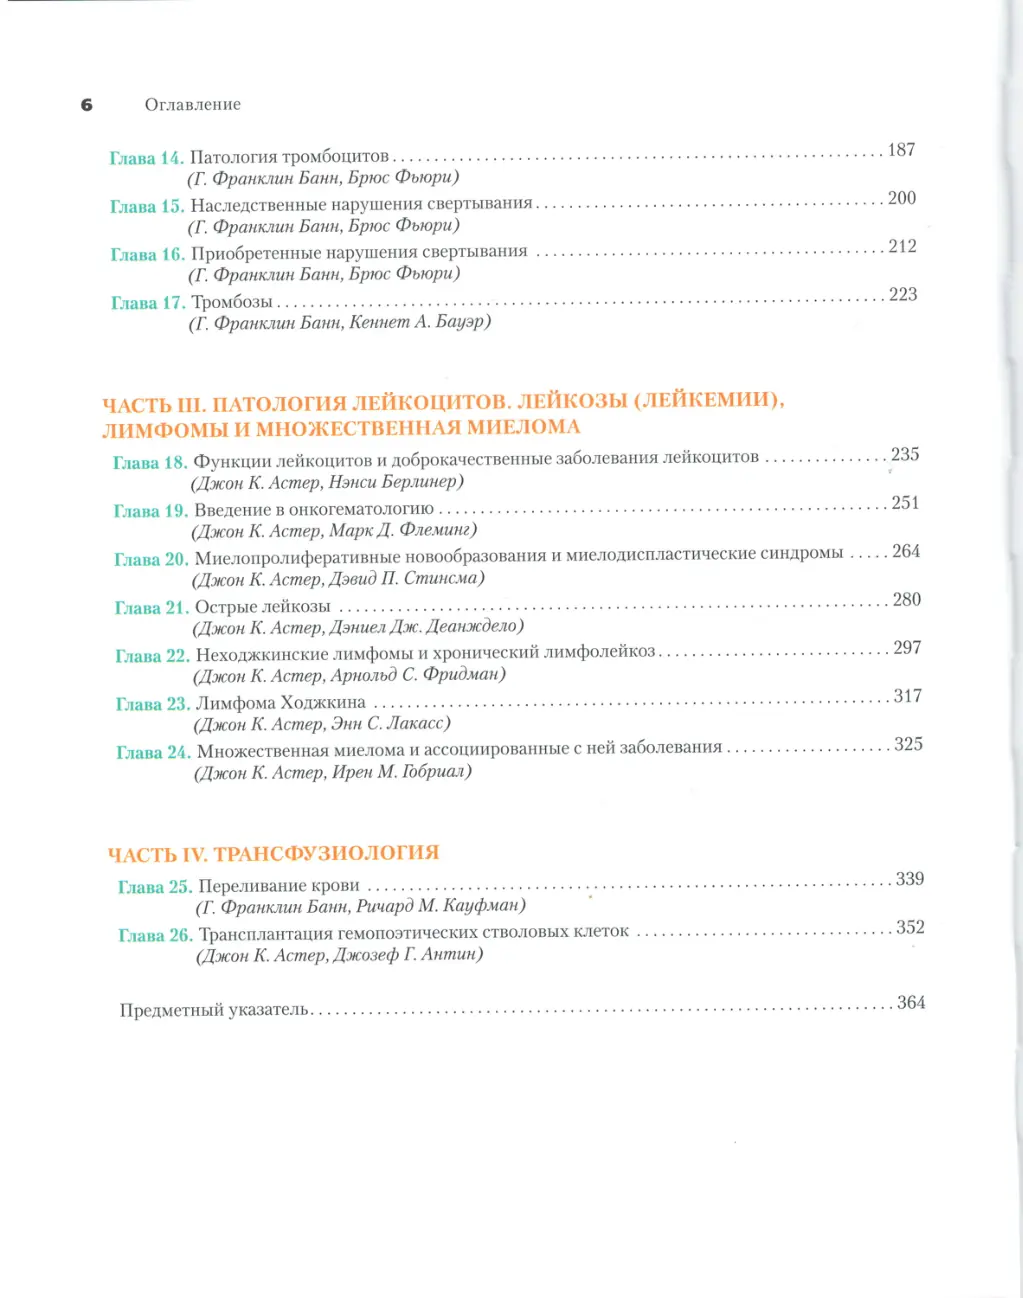 6 Оглавление
Глава 14. Патология тромбоцитов 187
(Г. Франклин Банн, Брюс Фьюри)
Глава 15. Наследственные нарушения свертывания 200
(Г. Франклин Банн, Брюс Фьюри)
Глава 16. Приобретенные нарушения свертывания 212
(Г. Франклин Банн, Брюс Фьюри)
Глава 17. Тромбозы 223
(Г. Франклин Банн, Кеннет А. Бауэр)
ЧАСТЬ III. ПАТОЛОГИЯ ЛЕЙКОЦИТОВ. ЛЕЙКОЗЫ (ЛЕЙКЕМИИ),
ЛИМФОМЫ И МНОЖЕСТВЕННАЯ МИЕЛОМА
Глава 18. Функции лейкоцитов и доброкачественные заболевания лейкоцитов 235
(Джон К. Астер, Нэнси Берлинер)
Глава 19. Введение в онкогематологию 251
(Джон К. Астер, Марк Д. Флеминг)
Глава 20. Миелопролиферативные новообразования и миелодиспластические синдромы 264
(Джон К. Астер, Дэвид П. Стинсма)
Глава 21. Острые лейкозы 280
(Джон К. Астер, Дэниел Дж. Деанждело)
Глава 22. Неходжкинские лимфомы и хронический лимфолейкоз 297
(Джон К. Астер, Арнольд С. Фридман)
Глава 23. Лимфома Ходжкина 317
(Джон К. Астер, Энн С. Лакасс)
Глава 24. Множественная миелома и ассоциированные с ней заболевания 325
(Джон К. Астер, Ирен М. Гобриал)
ЧАСТЬ IV. ТРАНСФУЗИОЛОГИЯ
Глава 25. Переливание крови 339
(Г. Франклин Банн, Ричард М. Кауфман)
Глава 26. Трансплантация гемопоэтических стволовых клеток 352
(Джон К. Астер, Джозеф Г. Антин)
Предметный указатель 364